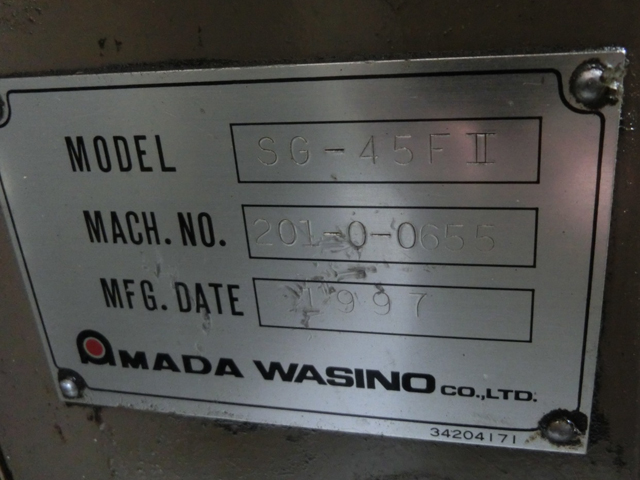 MODEL SG-45FII
MACH. NO. 201-0-0655
MFG. DATE 1997
AMADA WASINO CO.,LTD.
34204171